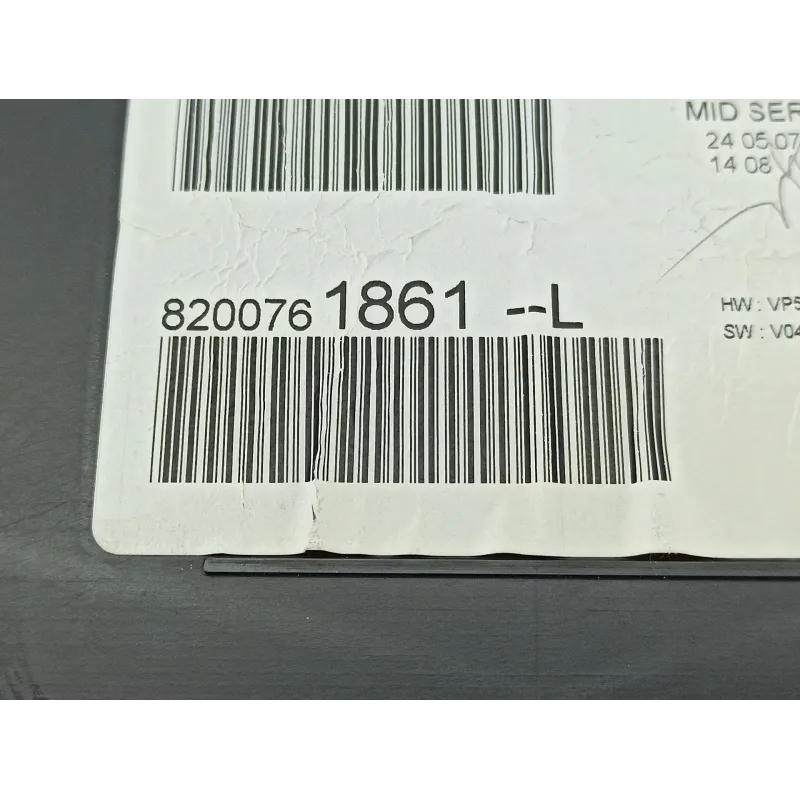 MID SER
24 05 07
14 08
8200761861 --L
HW : VP5
SW : V04